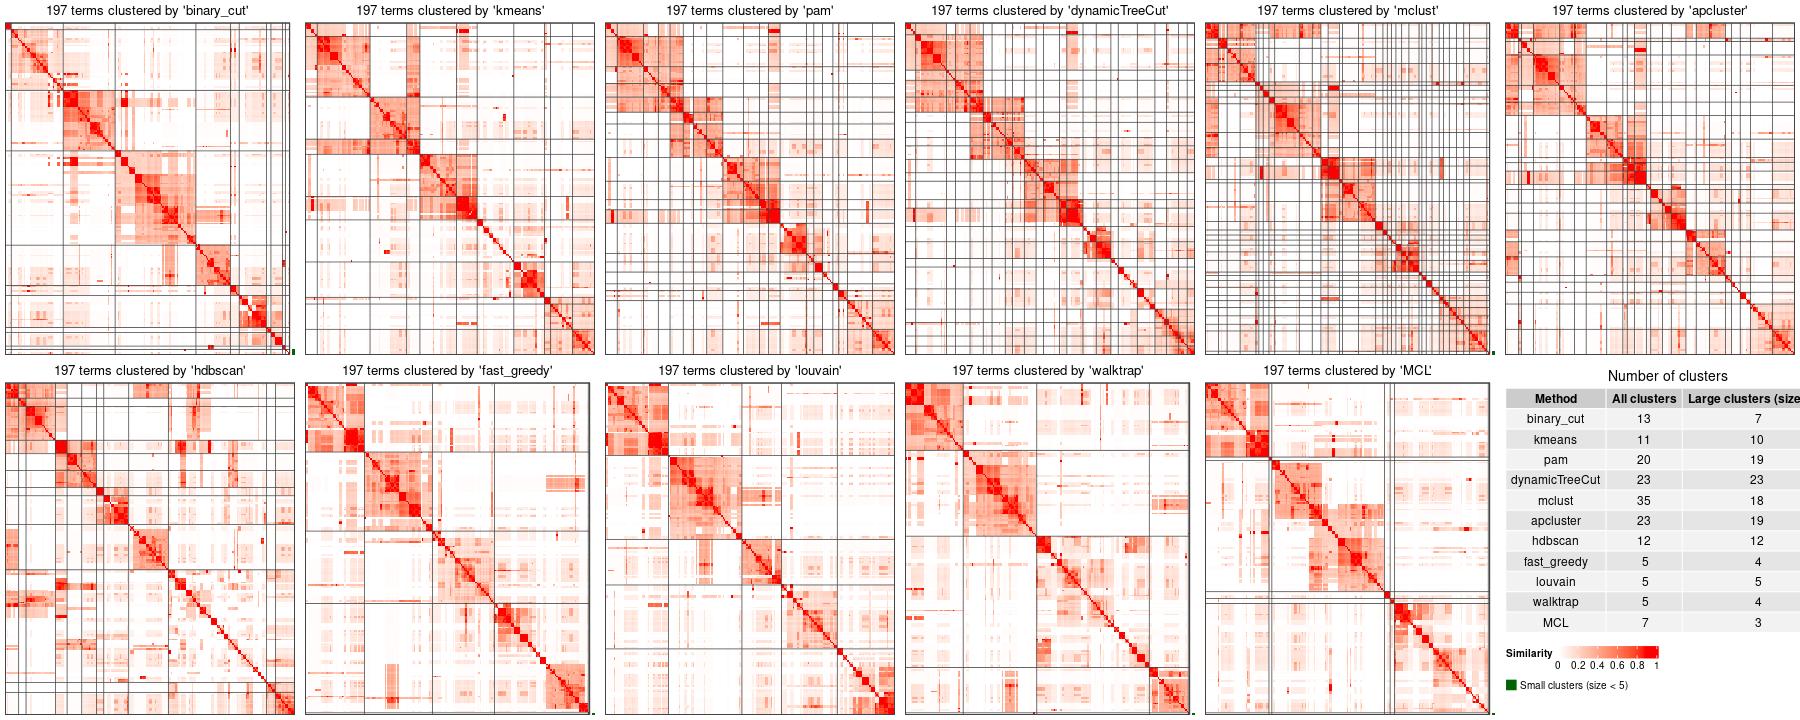 197 terms clustered by 'binary_cut'
197 terms clustered by 'kmeans'
197 terms clustered by 'pam'
197 terms clustered by 'dynamicTreeCut'
197 terms clustered by 'mclust'
197 terms clustered by 'apcluster'
197 terms clustered by 'hdbscan'
197 terms clustered by 'fast_greedy'
197 terms clustered by 'louvain'
197 terms clustered by 'walktrap'
197 terms clustered by 'MCL'
Number of clusters
Method All clusters Large clusters (size
binary_cut 13 7
kmeans 11 10
pam 20 19
dynamicTreeCut 23 23
mclust 35 18
apcluster 23 19
hdbscan 12 12
fast_greedy 5 4
louvain 5 5
walktrap 5 4
MCL 7 3
Similarity
0 0.2 0.4 0.6 0.8 1
Small clusters (size < 5)